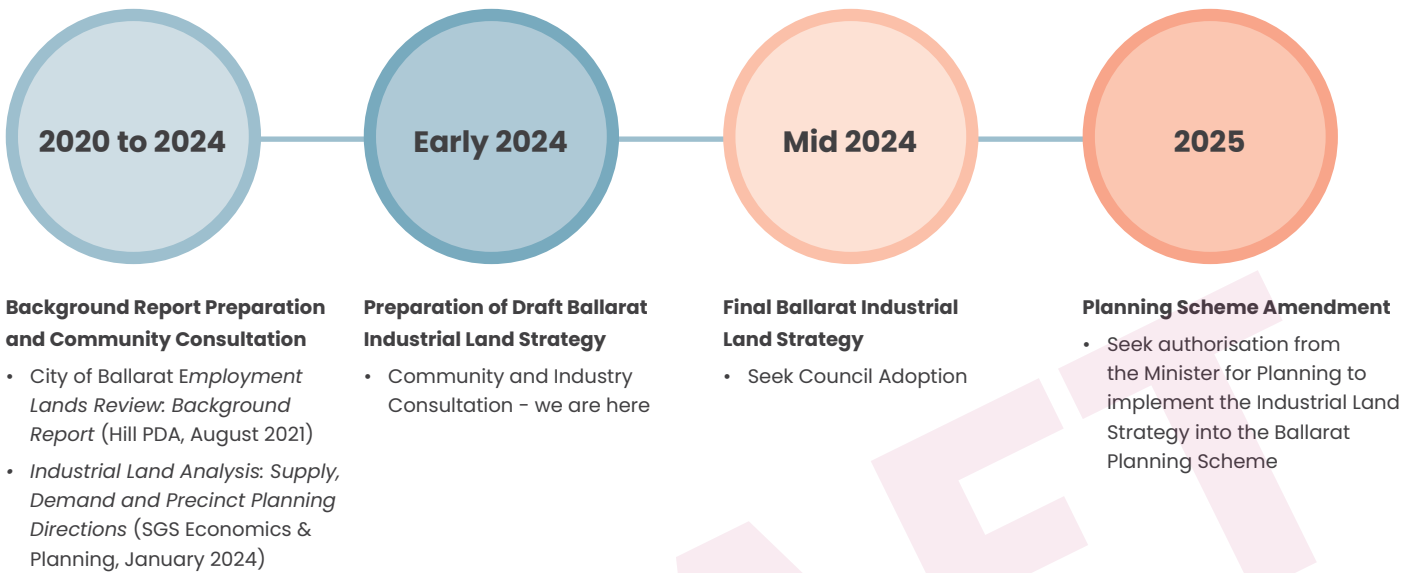 2020 to 2024
Early 2024
Mid 2024
2025
Background Report Preparation
and Community Consultation
• City of Ballarat Employment
Lands Review: Background
Report (Hill PDA, August 2021)
• Industrial Land Analysis: Supply,
Demand and Precinct Planning
Directions (SGS Economics &
Planning, January 2024)
Preparation of Draft Ballarat
Industrial Land Strategy
• Community and Industry
Consultation - we are here
Final Ballarat Industrial
Land Strategy
• Seek Council Adoption
Planning Scheme Amendment
• Seek authorisation from
the Minister for Planning to
implement the Industrial Land
Strategy into the Ballarat
Planning Scheme